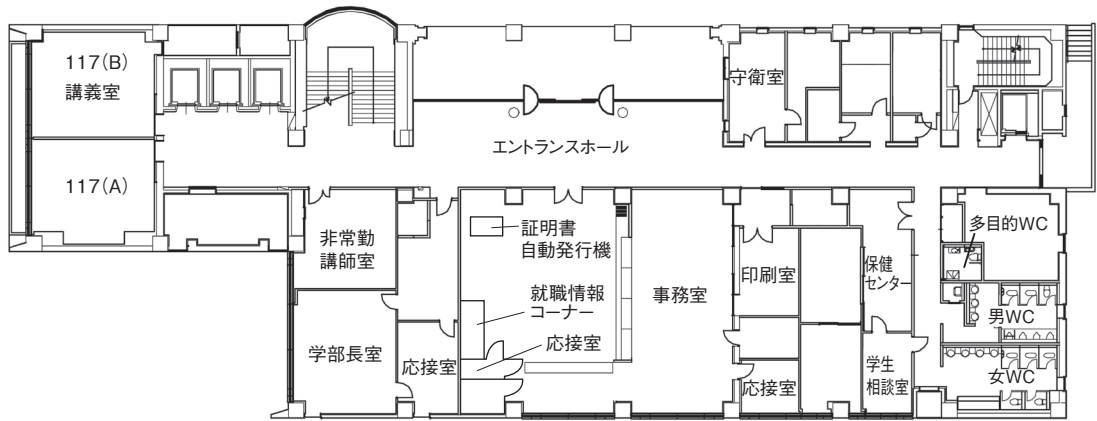 117(B)
講義室
守衛室
エントランスホール
117(A)
多目的WC
証明書
自動発行機
非常勤
講師室
保健
センター
印刷室
就職情報
コーナー
事務室
男WC
応接室
学部長室
応接室
応接室
学生
相談室
女WC